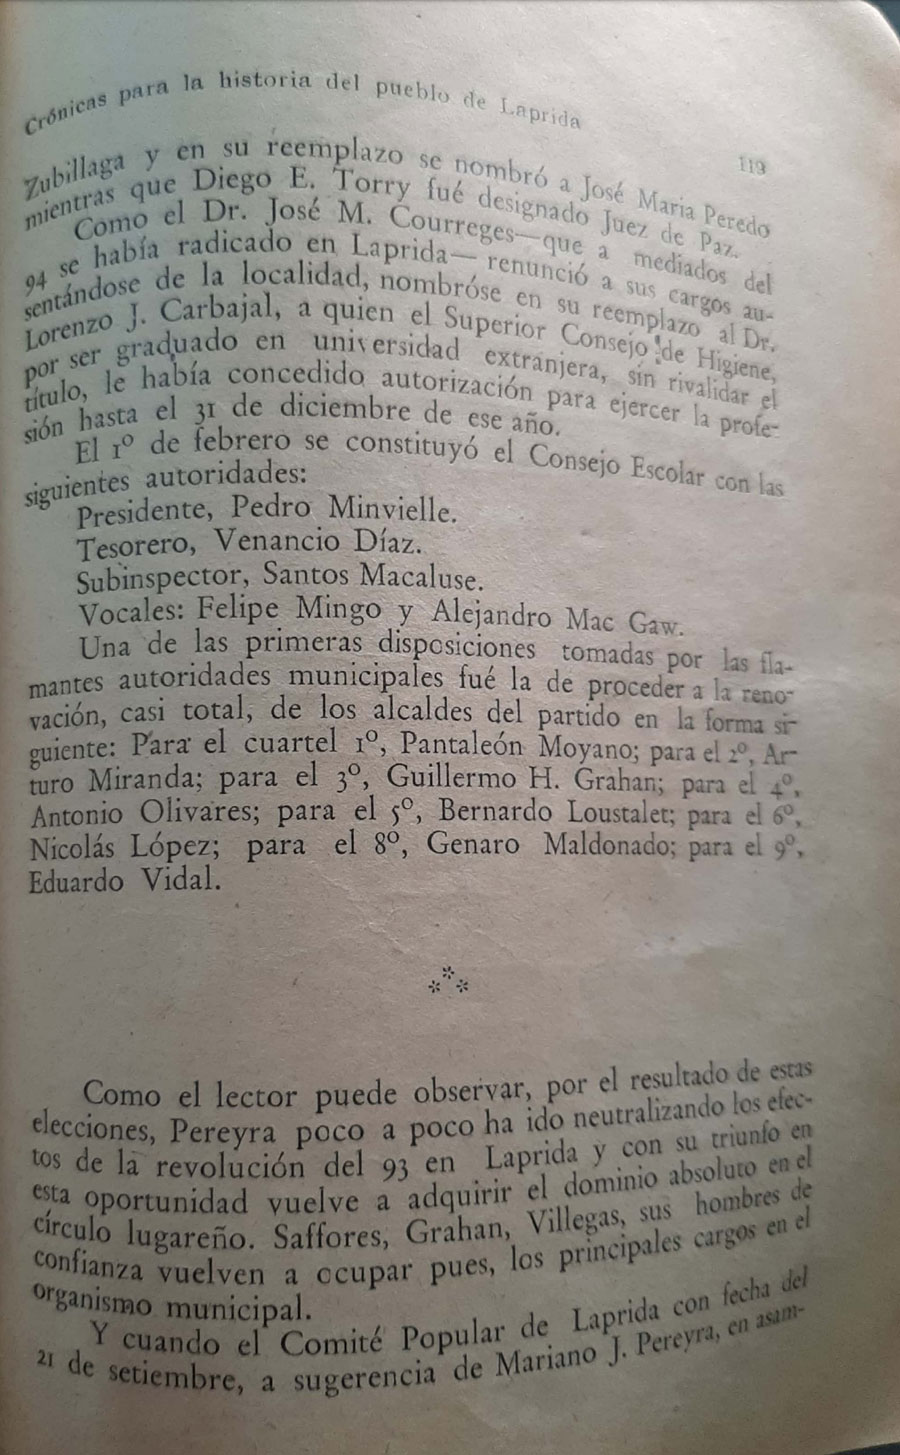 Crónicas para la historia del pueblo de Laprida
113
Zubillaga y en su reemplazo se nombró a José María Peredo
mientras que Diego E. Torry fué designado Juez de Paz.
Como el Dr. José M. Courreges—que a mediados del
94 se había radicado en Laprida— renunció a sus cargos au-
sentándose de la localidad, nombróse en su reemplazo al Dr.
Lorenzo J. Carbajal, a quien el Superior Consejo de Higiene,
por ser graduado en universidad extranjera, sin rivalidar el
título, le había concedido autorización para ejercer la profe-
sión hasta el 31 de diciembre de ese año.
El 1º de febrero se constituyó el Consejo Escolar con las
siguientes autoridades:
Presidente, Pedro Minvielle.
Tesorero, Venancio Díaz.
Subinspector, Santos Macaluse.
Vocales: Felipe Mingo y Alejandro Mac Gaw.
Una de las primeras disposiciones tomadas por las fla-
mantes autoridades municipales fué la de proceder a la reno-
vación, casi total, de los alcaldes del partido en la forma si-
guiente: Para el cuartel 1º, Pantaleón Moyano; para el 2º, Ar-
turo Miranda; para el 3º, Guillermo H. Grahan; para el 4º,
Antonio Olivares; para el 5º, Bernardo Loustalet; para el 6º,
Nicolás López; para el 8º, Genaro Maldonado; para el 9º,
Eduardo Vidal.
***
Como el lector puede observar, por el resultado de estas
elecciones, Pereyra poco a poco ha ido neutralizando los efec-
tos de la revolución del 93 en Laprida y con su triunfo en
esta oportunidad vuelve a adquirir el dominio absoluto en el
círculo lugareño. Saffores, Grahan, Villegas, sus hombres de
confianza vuelven a ocupar pues, los principales cargos en el
organismo municipal.
Y cuando el Comité Popular de Laprida con fecha del
21 de setiembre, a sugerencia de Mariano J. Pereyra, en asam-